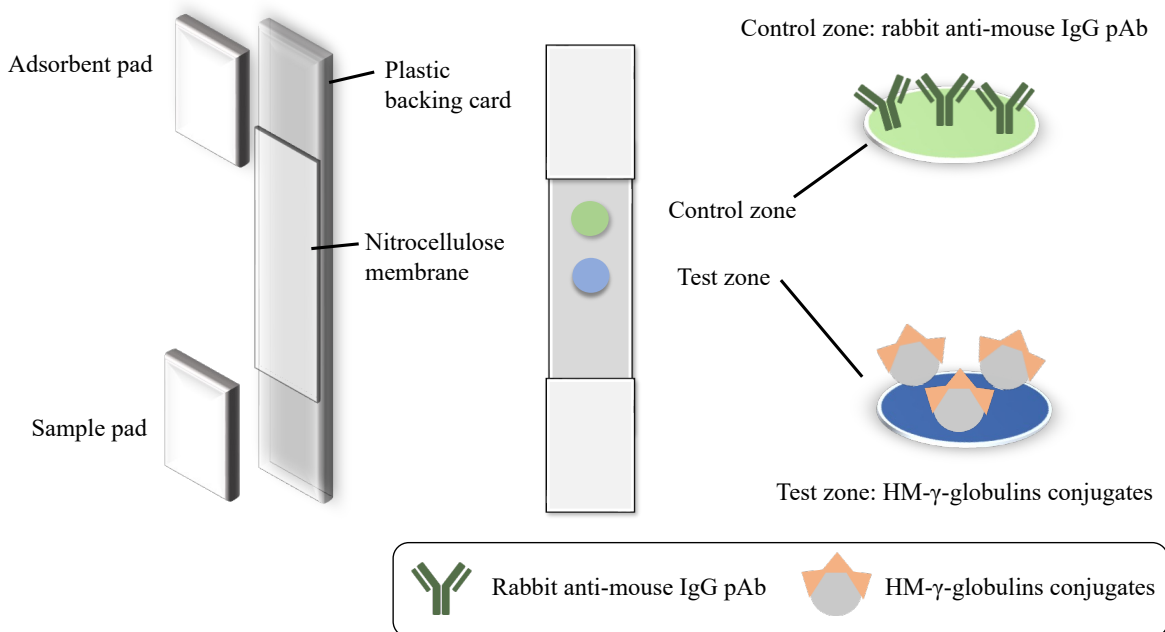 Control zone: rabbit anti-mouse IgG pAb
Adsorbent pad
Plastic
backing card
Control zone
Nitrocellulose
membrane
Test zone
Sample pad
Test zone: HM-γ-globulins conjugates
Rabbit anti-mouse IgG pAb
HM-γ-globulins conjugates